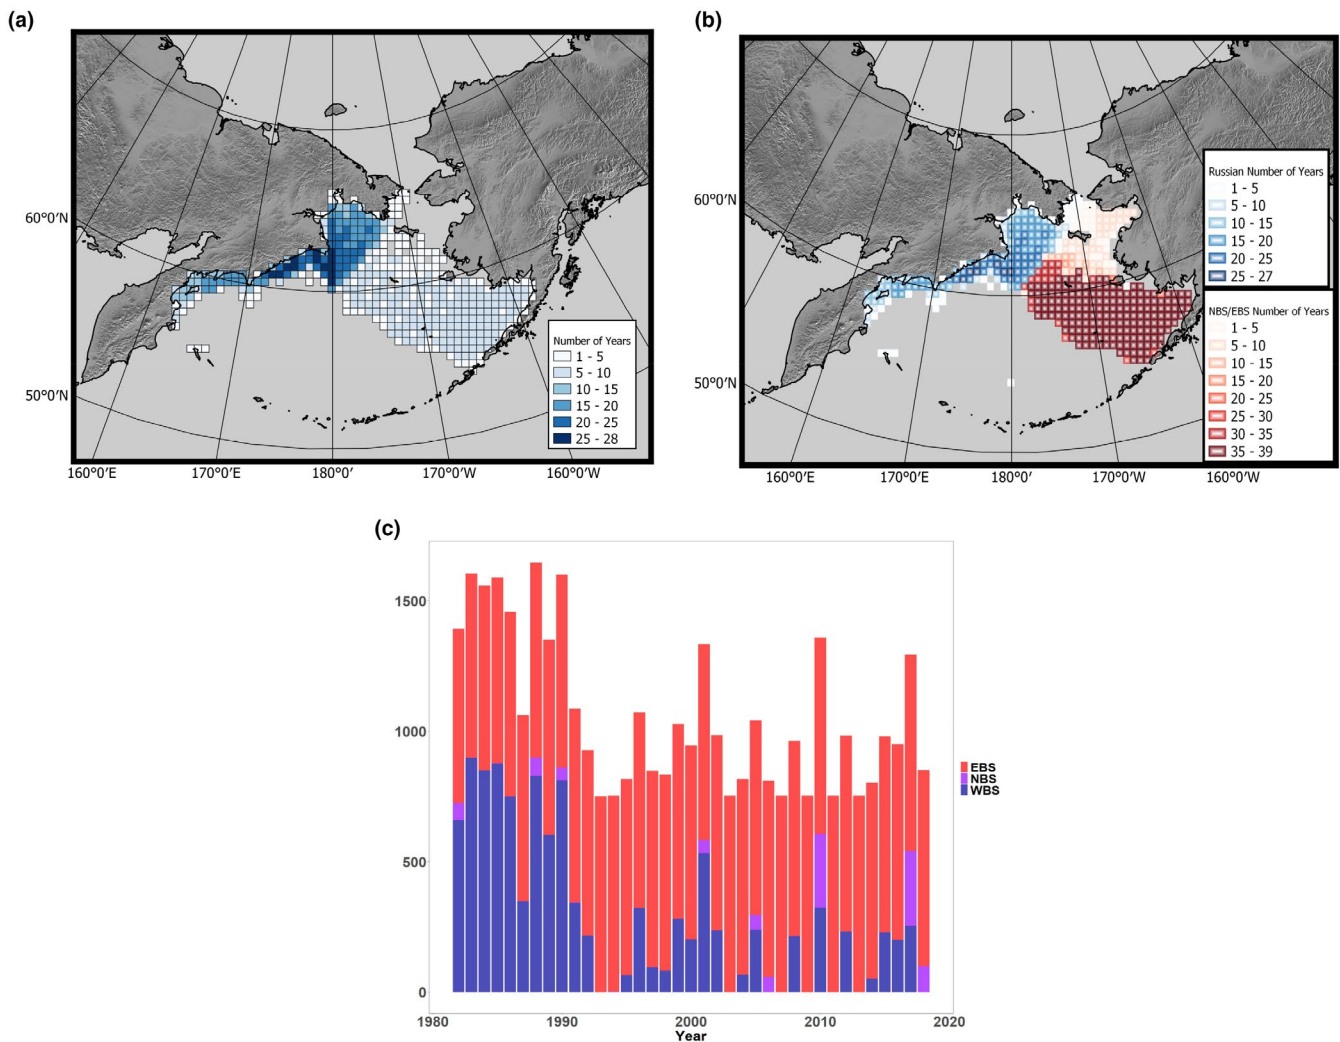 (a)
60°0′N
50°0′N
160°0′E
170°0′E
180°0′
170°0′W
160°0′W
Number of Years
1 - 5
5 - 10
10 - 15
15 - 20
20 - 25
25 - 28
(b)
60°0′N
50°0′N
160°0′E
170°0′E
180°0′
170°0′W
160°0′W
Russian Number of Years
1 - 5
5 - 10
10 - 15
15 - 20
20 - 25
25 - 27
NBS/EBS Number of Years
1 - 5
5 - 10
10 - 15
15 - 20
20 - 25
25 - 30
30 - 35
35 - 39
(c)
1500
1000
500
0
1980
1990
2000
2010
2020
Year
EBS
NBS
WBS